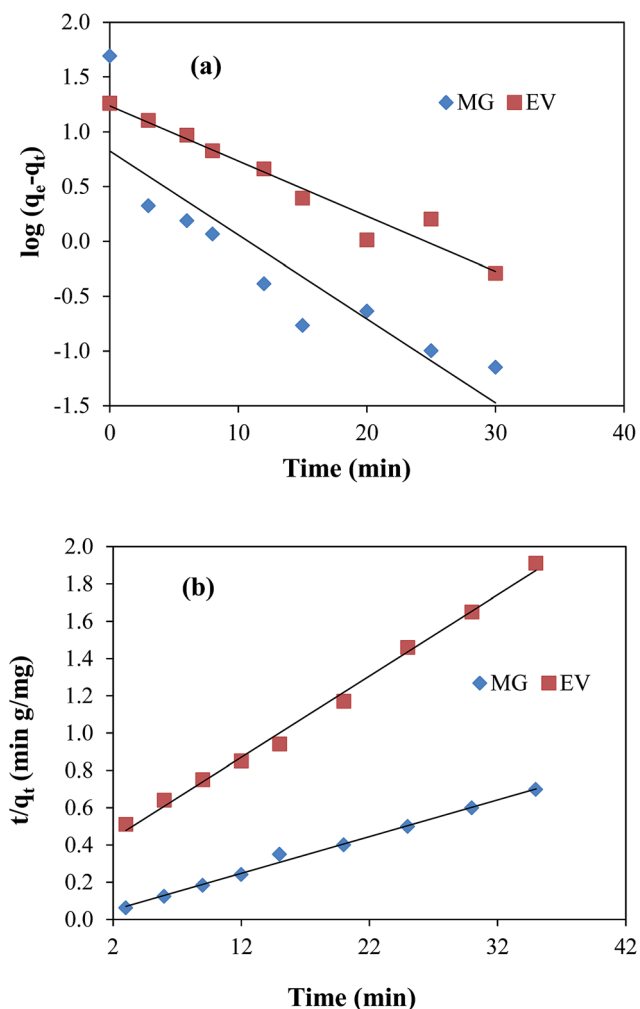 (a)
MG EV
log (qₑ-qₜ)
2.0
1.5
1.0
0.5
0.0
-0.5
-1.0
-1.5
0 10 20 30 40
Time (min)
(b)
MG EV
t/qₜ (min g/mg)
2.0
1.8
1.6
1.4
1.2
1.0
0.8
0.6
0.4
0.2
0.0
2 12 22 32 42
Time (min)